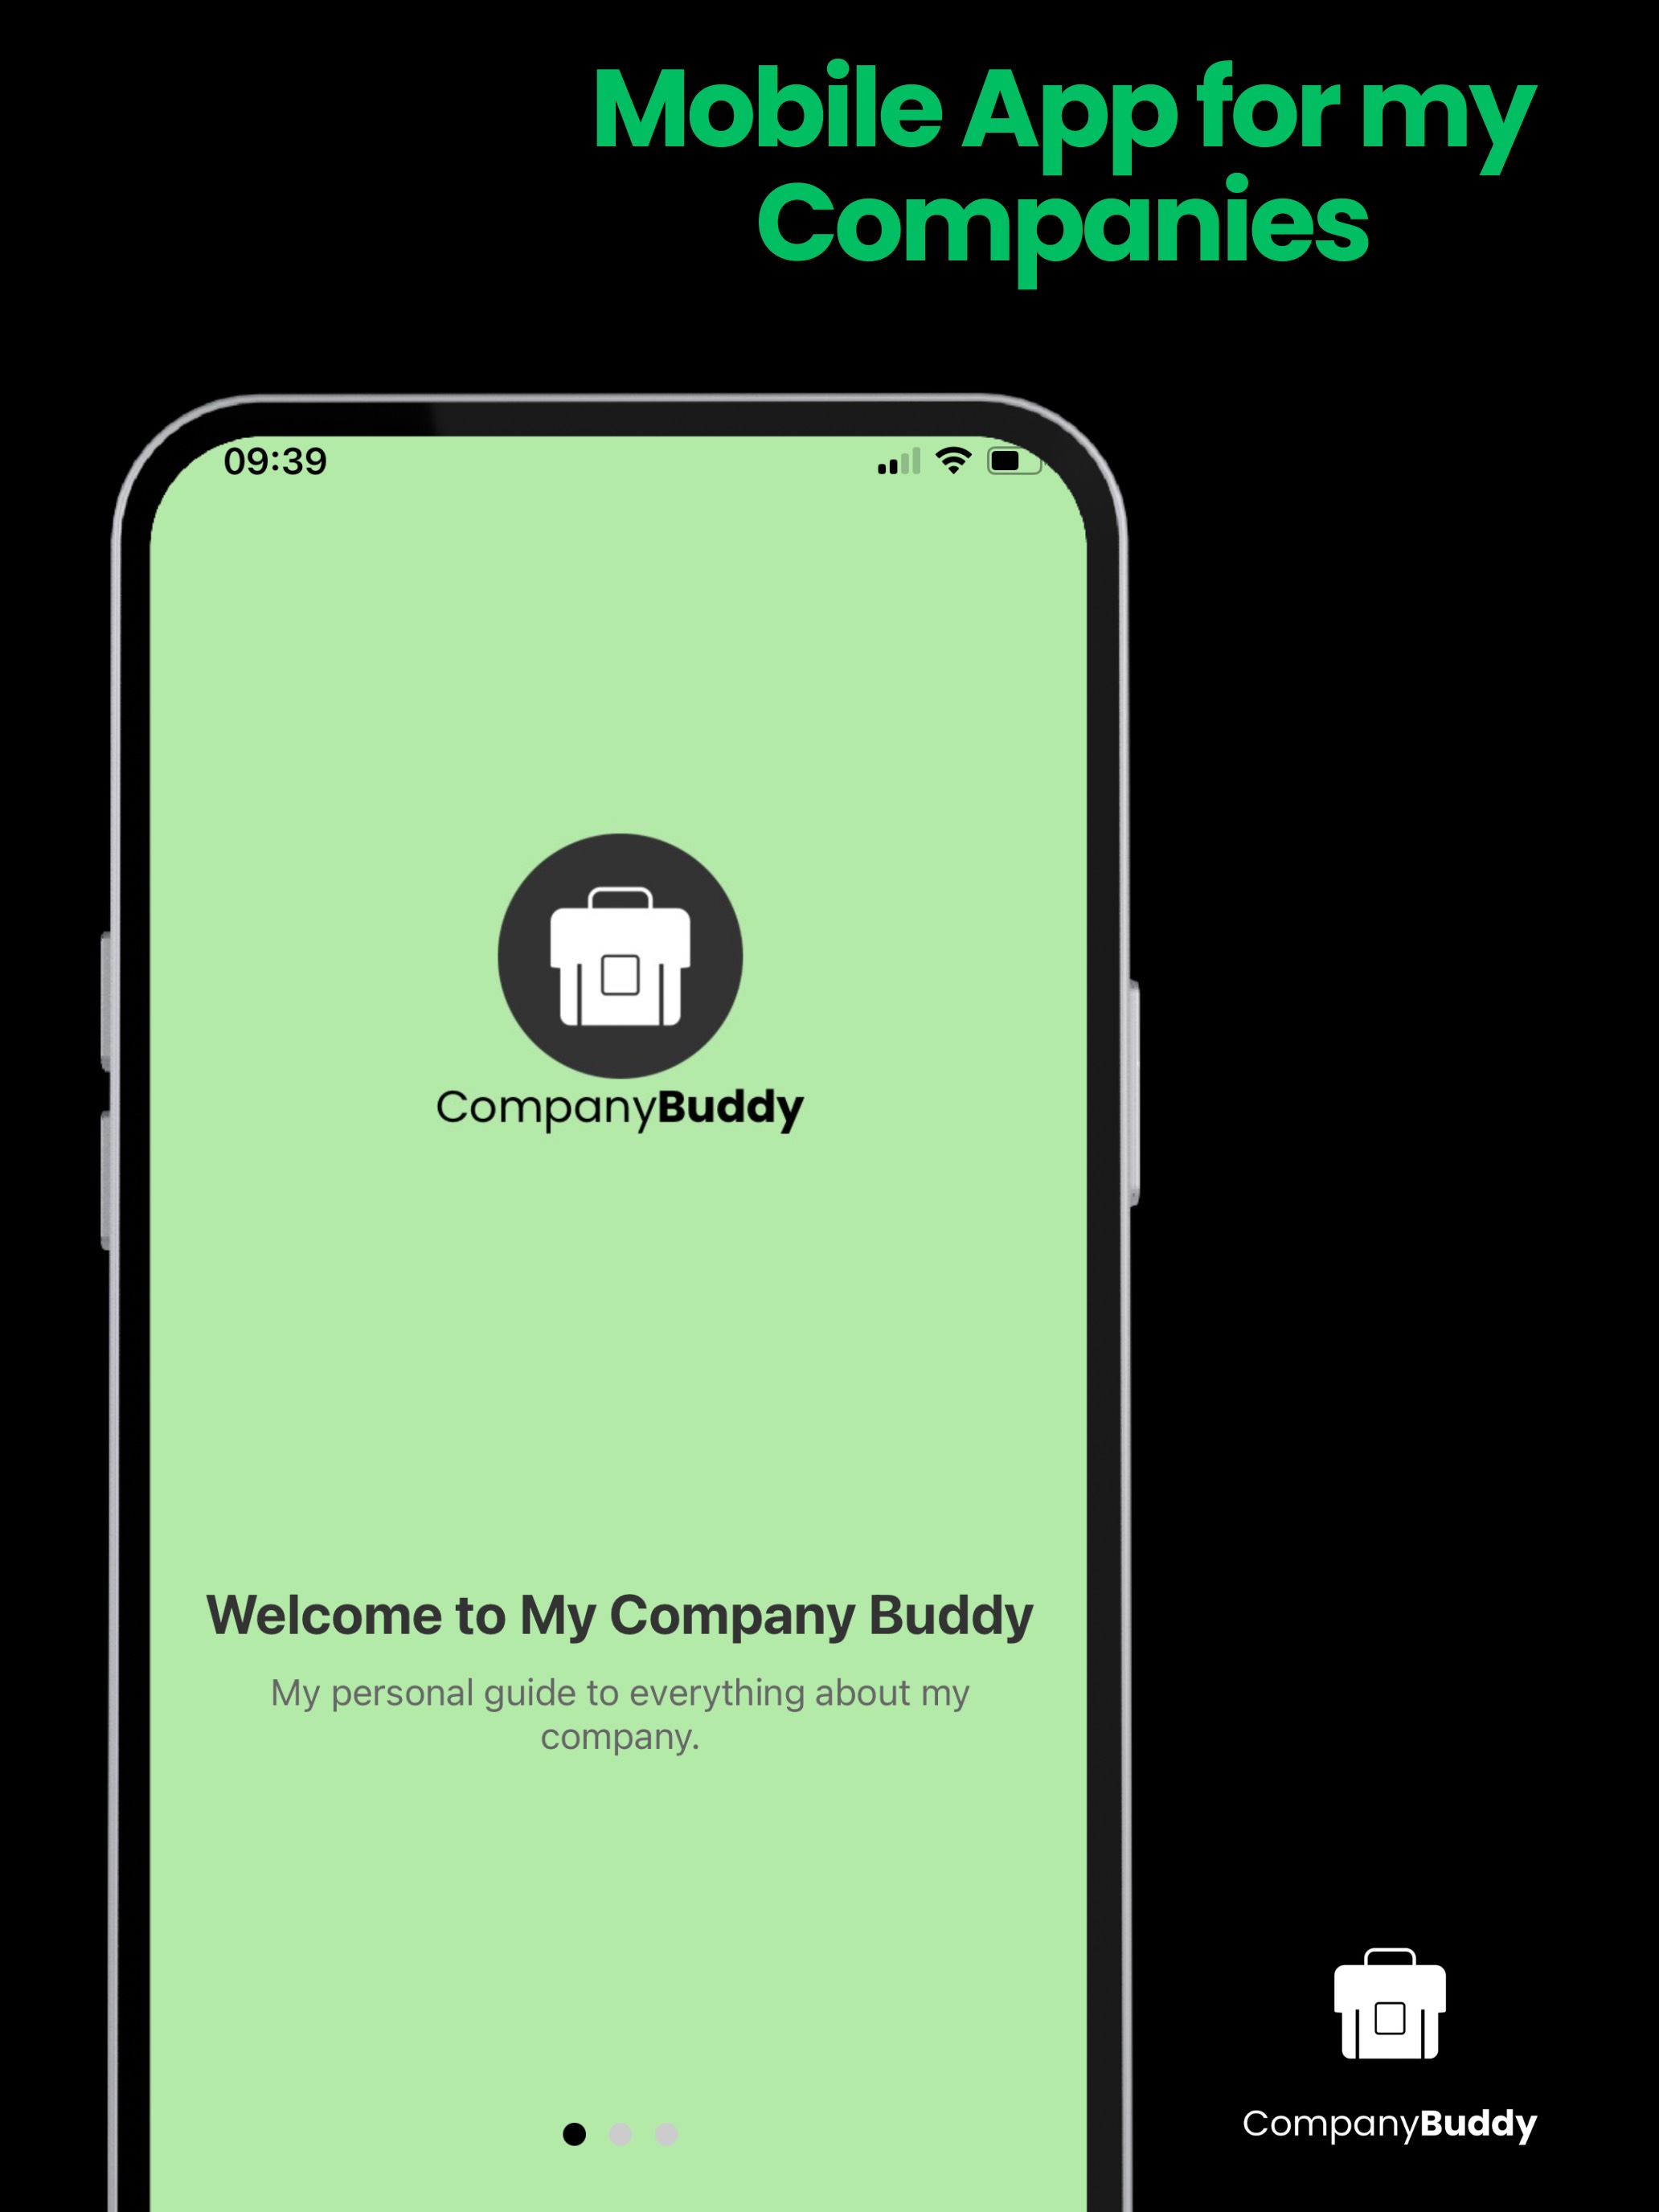 Mobile App for my
Companies
09:39
CompanyBuddy
Welcome to My Company Buddy
My personal guide to everything about my
company.
CompanyBuddy